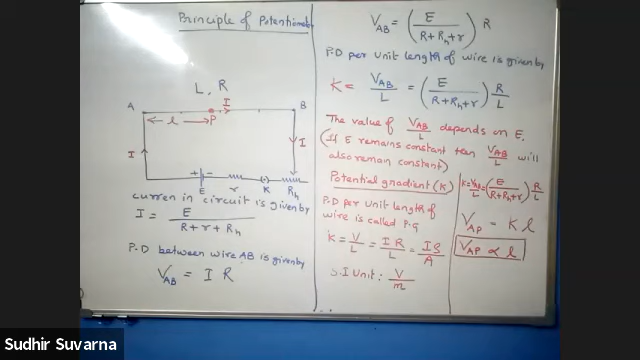 Principle of Potentiometer
L, R
A
I
B
l
P
I
I
+ -
E
r
K
Rh
curren in circuit is given by
I = E / R + r + Rh
P.D between wire AB is given by
VAB = I R
VAB = ( E / R+Rh+r ) R
P.D per unit length of wire is given by
K = VAB / L = ( E / R+Rh+r ) R / L
The value of VAB/L depends on E.
(If E remains constant then VAB/L will
also remain constant)
Potential gradient (K)
P.D per unit length of
wire is called P.G
K = V/L = I R/L = I ρ/A
S.I Unit: V/m
K = VAB/L = ( E / R+Rh+r ) R/L
VAP = K l
VAP ∝ l
Sudhir Suvarna